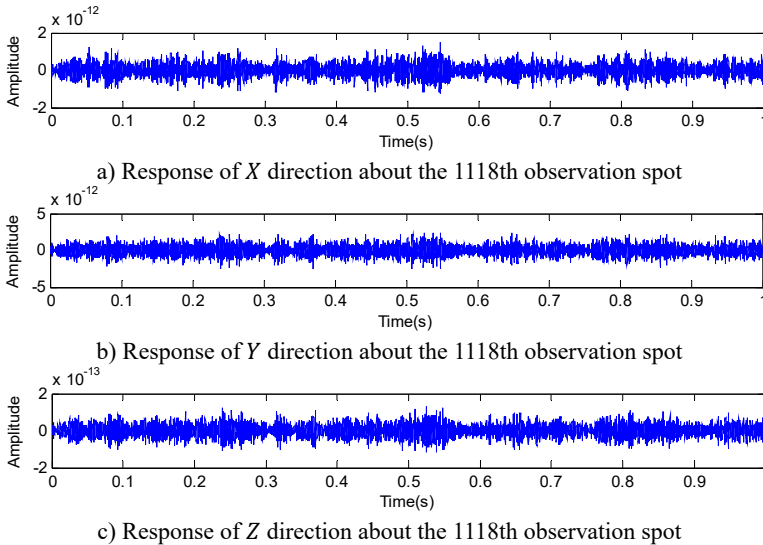 x 10-12
2
0
-2
Amplitude
0 0.1 0.2 0.3 0.4 0.5 0.6 0.7 0.8 0.9 1
Time(s)
a) Response of X direction about the 1118th observation spot
x 10-12
5
0
-5
Amplitude
0 0.1 0.2 0.3 0.4 0.5 0.6 0.7 0.8 0.9 1
Time(s)
b) Response of Y direction about the 1118th observation spot
x 10-13
2
0
-2
Amplitude
0 0.1 0.2 0.3 0.4 0.5 0.6 0.7 0.8 0.9 1
Time(s)
c) Response of Z direction about the 1118th observation spot